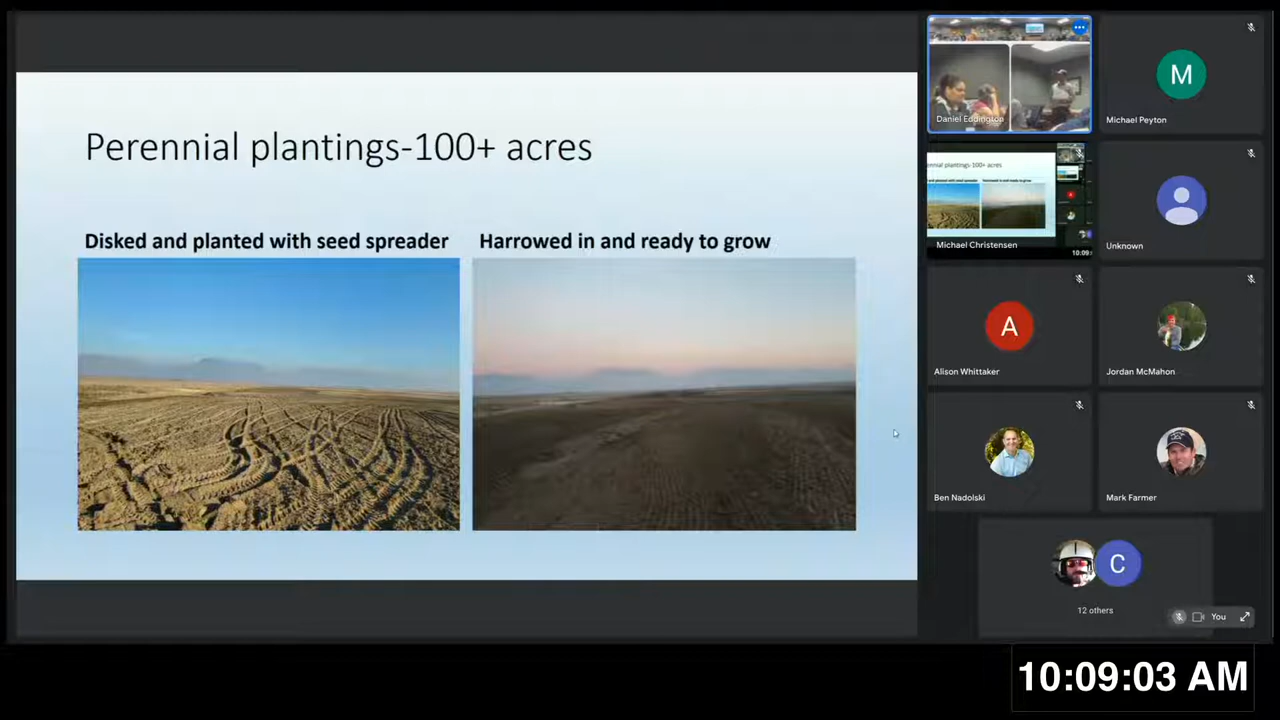 Perennial plantings-100+ acres
Disked and planted with seed spreader
Harrowed in and ready to grow
Daniel Eddington
M
Michael Peyton
Michael Christensen
Unknown
A
Alison Whittaker
Jordan McMahon
Ben Nadolski
Mark Farmer
C
12 others
You
10:09:03 AM